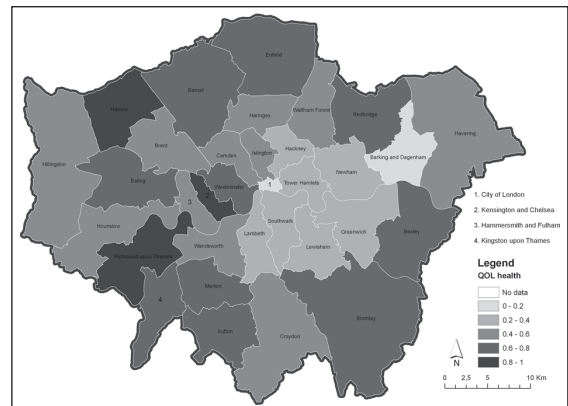 Enfield
Harrow
Barnet
Haringey
Waltham Forest
Redbridge
Havering
Hillingdon
Brent
Camden
Islington
Hackney
Barking and Dagenham
Ealing
Westminster
1
Tower Hamlets
Newham
2
3
Hounslow
Richmond upon Thames
Wandsworth
Lambeth
Southwark
Lewisham
Greenwich
Bexley
4
Merton
Sutton
Croydon
Bromley
1. City of London
2. Kensington and Chelsea
3. Hammersmith and Fulham
4. Kingston upon Thames
Legend
QOL health
No data
0 - 0.2
0.2 - 0.4
0.4 - 0.6
0.6 - 0.8
0.8 - 1
N
0 2,5 5 10 Km